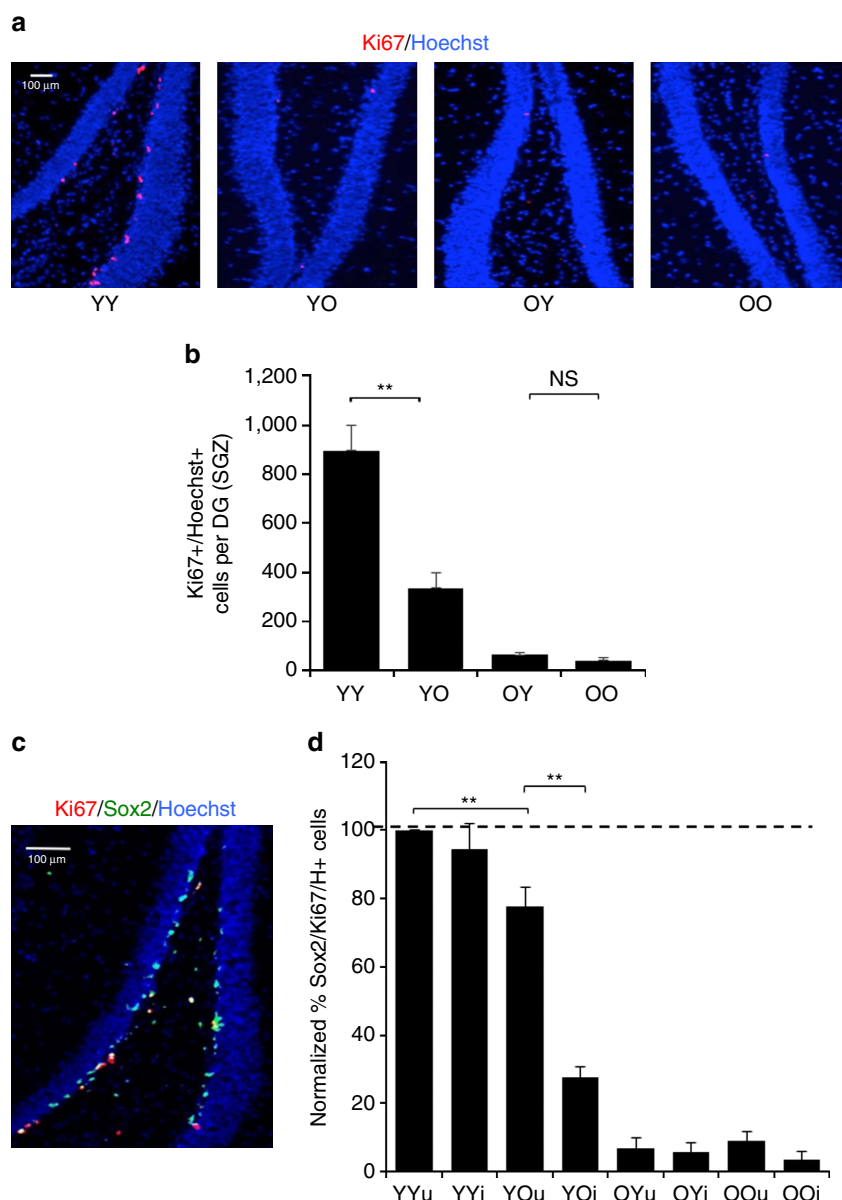 a
Ki67/Hoechst
100 μm
YY YO OY OO
b
Ki67+/Hoechst+
cells per DG (SGZ)
1,200
1,000
800
600
400
200
0
** NS
YY YO OY OO
c
Ki67/Sox2/Hoechst
100 μm
d
Normalized % Sox2/Ki67/H+ cells
120
100
80
60
40
20
0
** **
YYu YYi YOu YOi OYu OYi OOu OOi